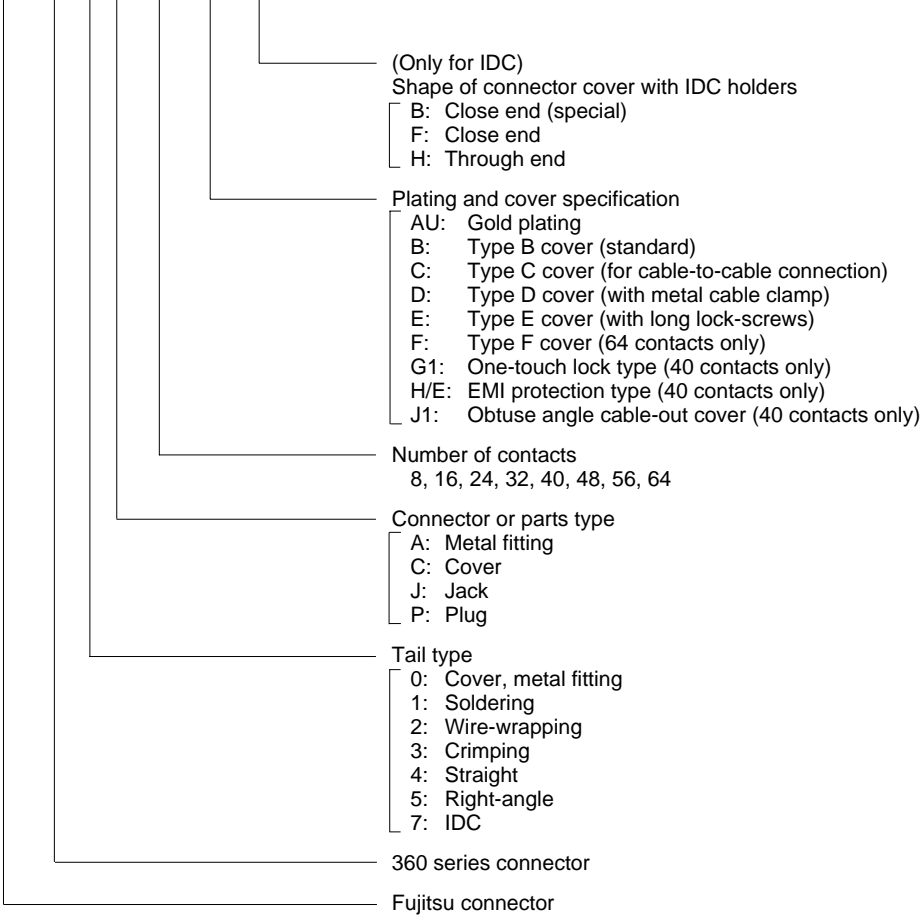 (Only for IDC)
Shape of connector cover with IDC holders
B: Close end (special)
F: Close end
H: Through end
Plating and cover specification
AU: Gold plating
B: Type B cover (standard)
C: Type C cover (for cable-to-cable connection)
D: Type D cover (with metal cable clamp)
E: Type E cover (with long lock-screws)
F: Type F cover (64 contacts only)
G1: One-touch lock type (40 contacts only)
H/E: EMI protection type (40 contacts only)
J1: Obtuse angle cable-out cover (40 contacts only)
Number of contacts
8, 16, 24, 32, 40, 48, 56, 64
Connector or parts type
A: Metal fitting
C: Cover
J: Jack
P: Plug
Tail type
0: Cover, metal fitting
1: Soldering
2: Wire-wrapping
3: Crimping
4: Straight
5: Right-angle
7: IDC
360 series connector
Fujitsu connector